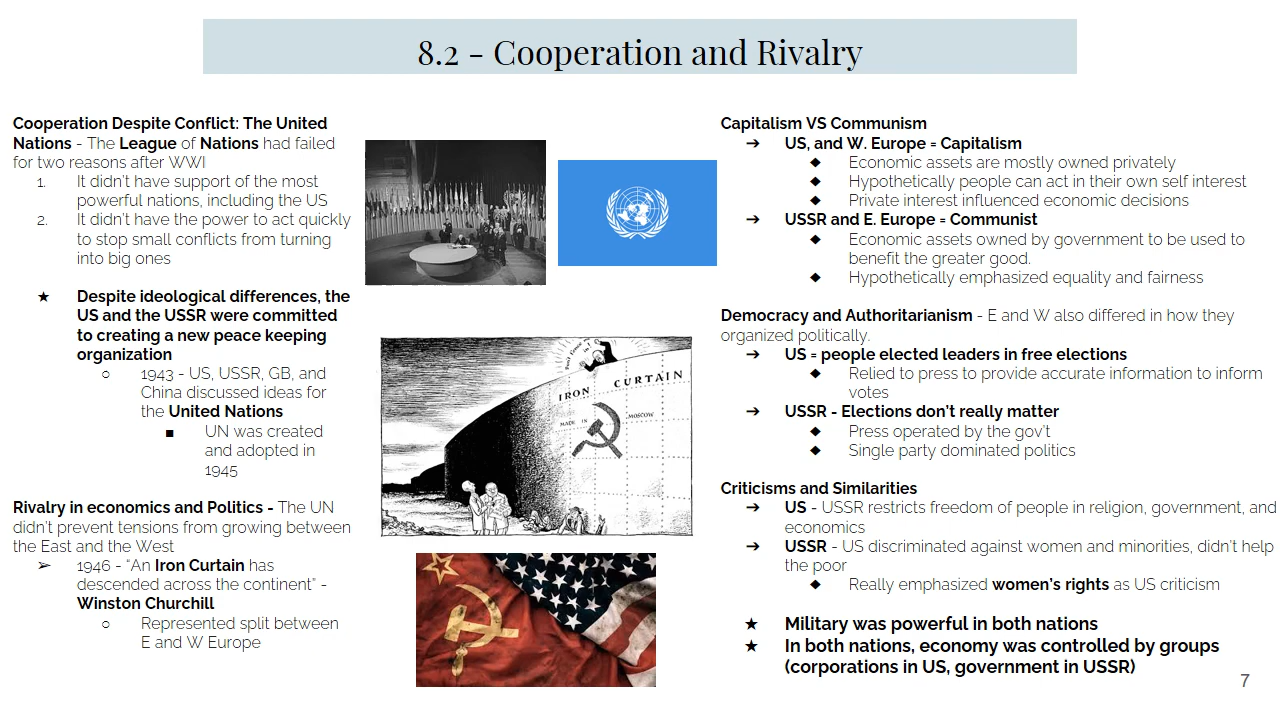 8.2 - Cooperation and Rivalry
Cooperation Despite Conflict: The United
Nations - The League of Nations had failed
for two reasons after WWI
1. It didn't have support of the most
powerful nations, including the US
2. It didn't have the power to act quickly
to stop small conflicts from turning
into big ones
★ Despite ideological differences, the
US and the USSR were committed
to creating a new peace keeping
organization
○ 1943 - US, USSR, GB, and
China discussed ideas for
the United Nations
■ UN was created
and adopted in
1945
Rivalry in economics and Politics - The UN
didn't prevent tensions from growing between
the East and the West
➢ 1946 - "An Iron Curtain has
descended across the continent" -
Winston Churchill
○ Represented split between
E and W Europe
IRON CURTAIN
MADE IN MOSCOW
Capitalism VS Communism
➔ US, and W. Europe = Capitalism
◆ Economic assets are mostly owned privately
◆ Hypothetically people can act in their own self interest
◆ Private interest influenced economic decisions
➔ USSR and E. Europe = Communist
◆ Economic assets owned by government to be used to
benefit the greater good.
◆ Hypothetically emphasized equality and fairness
Democracy and Authoritarianism - E and W also differed in how they
organized politically.
➔ US = people elected leaders in free elections
◆ Relied to press to provide accurate information to inform
votes
➔ USSR - Elections don't really matter
◆ Press operated by the gov't
◆ Single party dominated politics
Criticisms and Similarities
➔ US - USSR restricts freedom of people in religion, government, and
economics
➔ USSR - US discriminated against women and minorities, didn't help
the poor
◆ Really emphasized women's rights as US criticism
★ Military was powerful in both nations
★ In both nations, economy was controlled by groups
(corporations in US, government in USSR)
7